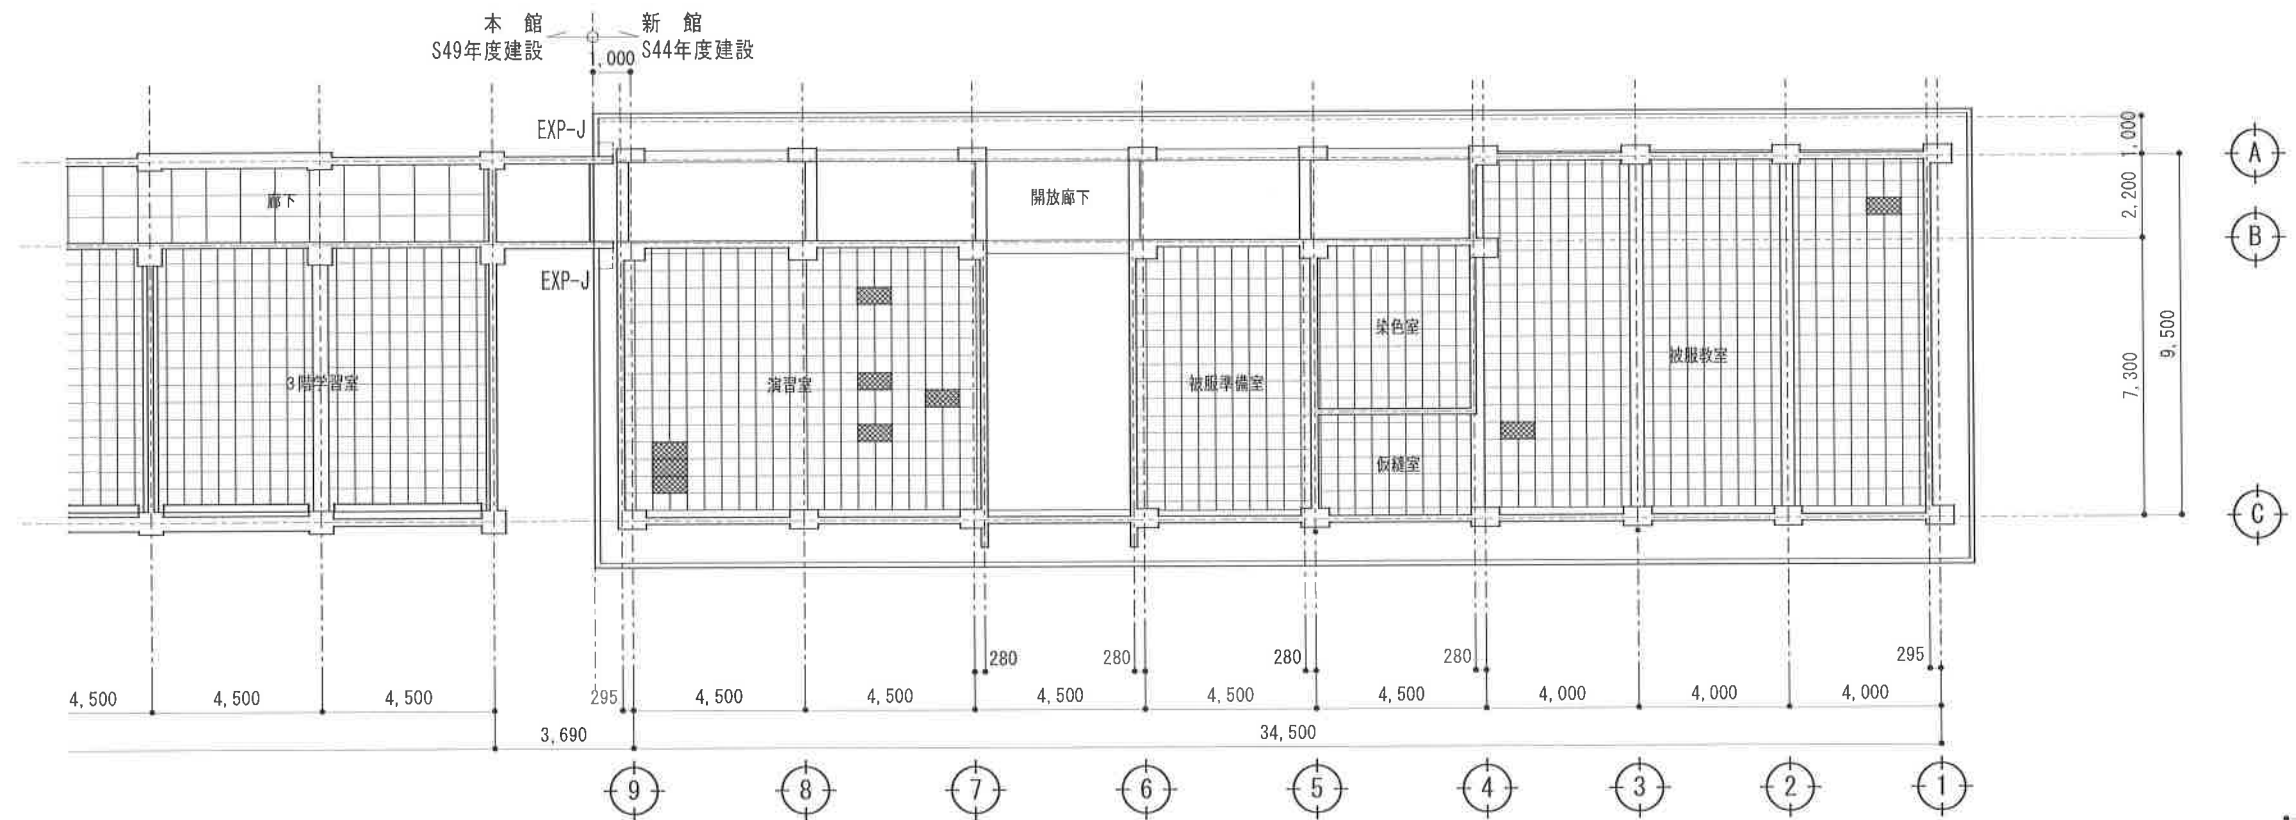 本 館
S49年度建設
新 館
S44年度建設
1,000
EXP-J
EXP-J
廊下
開放廊下
3階学習室
演習室
被服準備室
染色室
仮縫室
被服教室
1,000
2,200
7,300
9,500
A
B
C
280
280
280
280
295
4,500
4,500
4,500
295
4,500
4,500
4,500
4,500
4,500
4,000
4,000
4,000
3,690
34,500
9
8
7
6
5
4
3
2
1